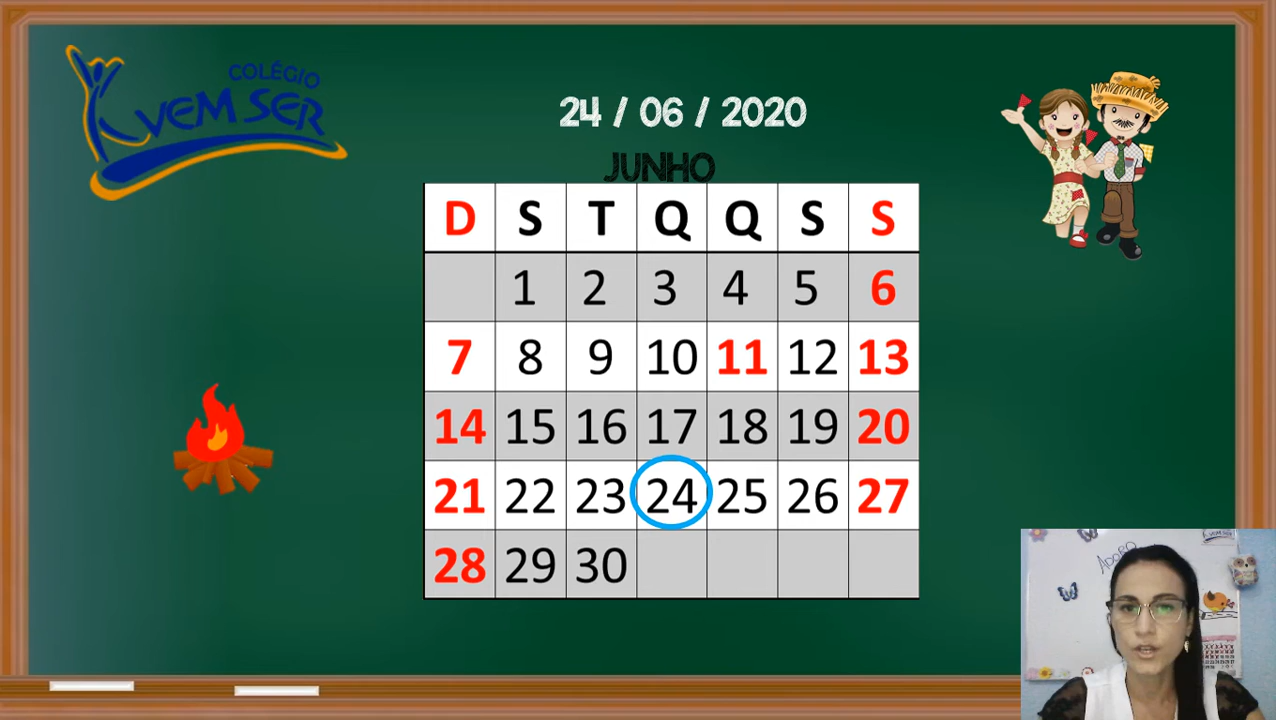 COLÉGIO
VEM SER
24 / 06 / 2020
JUNHO
D S T Q Q S S
1 2 3 4 5 6
7 8 9 10 11 12 13
14 15 16 17 18 19 20
21 22 23 24 25 26 27
28 29 30
ADORO